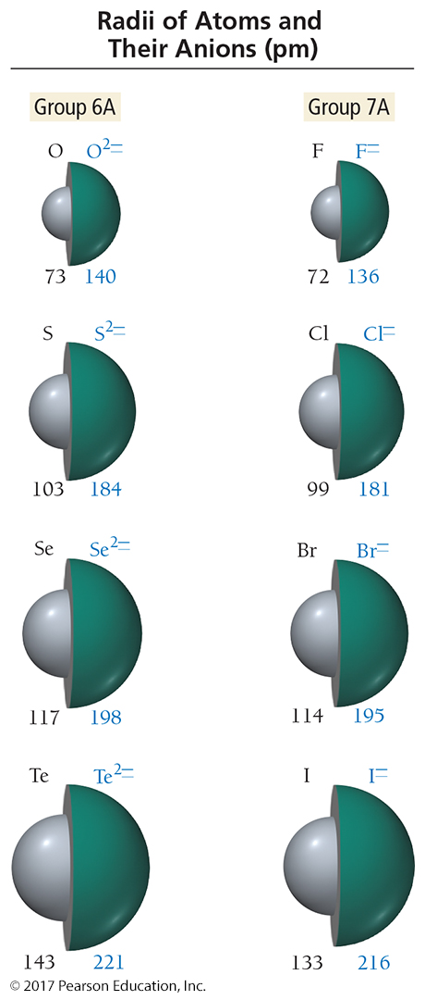 Radii of Atoms and
Their Anions (pm)
Group 6A Group 7A
O O²⁻ F F⁻
73 140 72 136
S S²⁻ Cl Cl⁻
103 184 99 181
Se Se²⁻ Br Br⁻
117 198 114 195
Te Te²⁻ I I⁻
143 221 133 216
© 2017 Pearson Education, Inc.